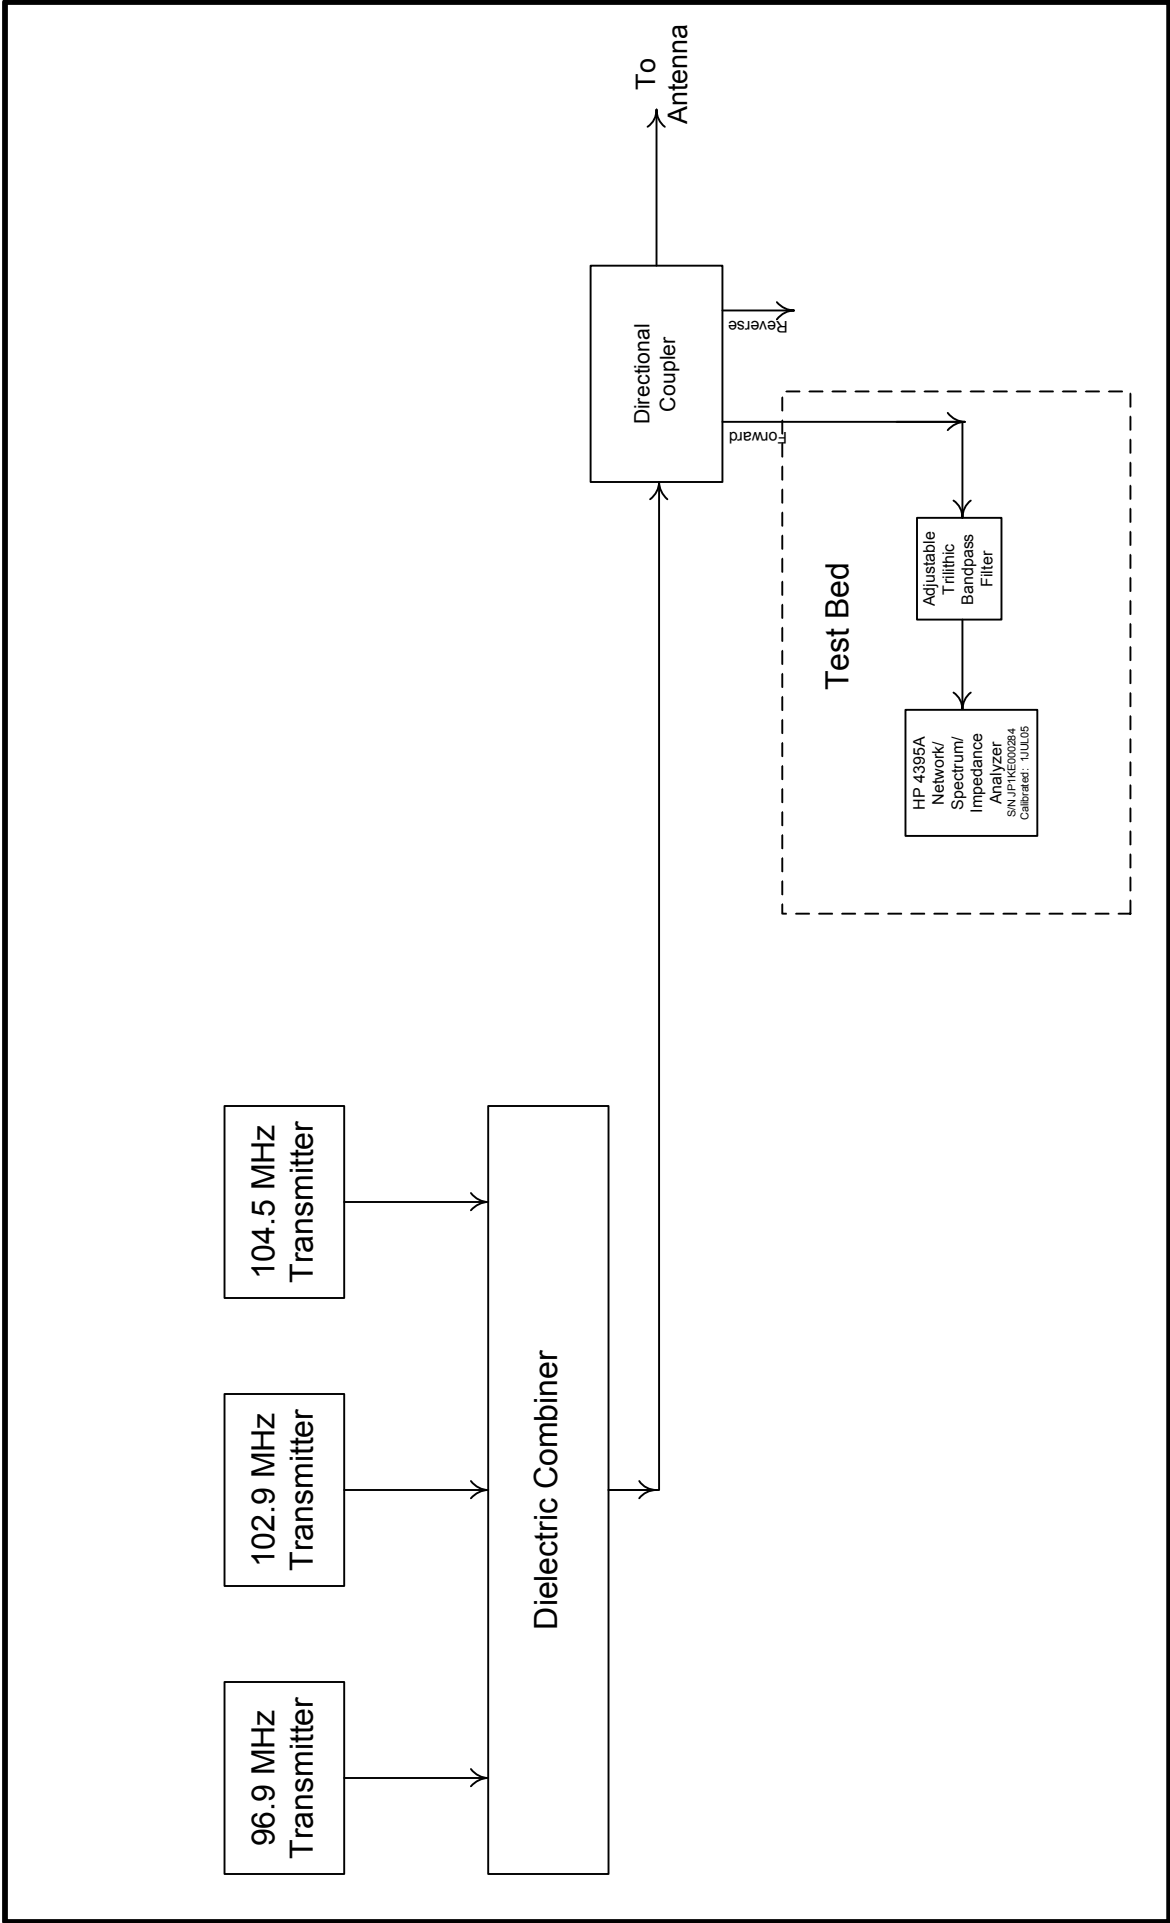 96.9 MHz
Transmitter
102.9 MHz
Transmitter
104.5 MHz
Transmitter
Dielectric Combiner
Directional
Coupler
To
Antenna
Forward
Reverse
Test Bed
HP 4395A
Network/
Spectrum/
Impedance
Analyzer
S/N JP1KE000284
Calibrated: 1JUL05
Adjustable
Trilithic
Bandpass
Filter